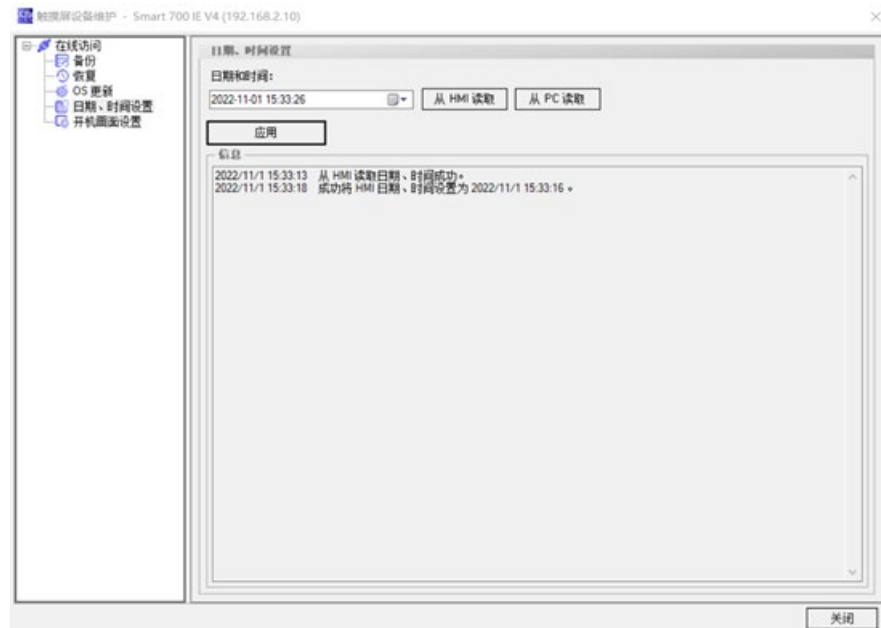 触摸屏设备维护 - Smart 700 IE V4 (192.168.2.10)
在线访问
备份
恢复
OS 更新
日期、时间设置
开机画面设置
日期、时间设置
日期和时间:
2022-11-01 15:33:26
从 HMI 读取
从 PC 读取
应用
信息
2022/11/1 15:33:13 从 HMI 读取日期、时间成功。
2022/11/1 15:33:18 成功将 HMI 日期、时间设置为 2022/11/1 15:33:16。
关闭